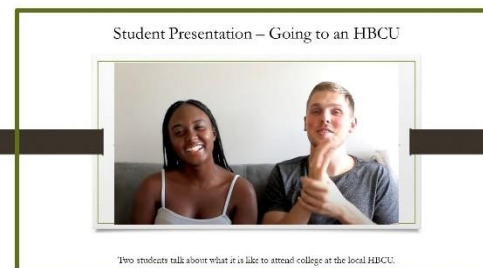 Student Presentation – Going to an HBCU
Two students talk about what it is like to attend college at the local HBCU.